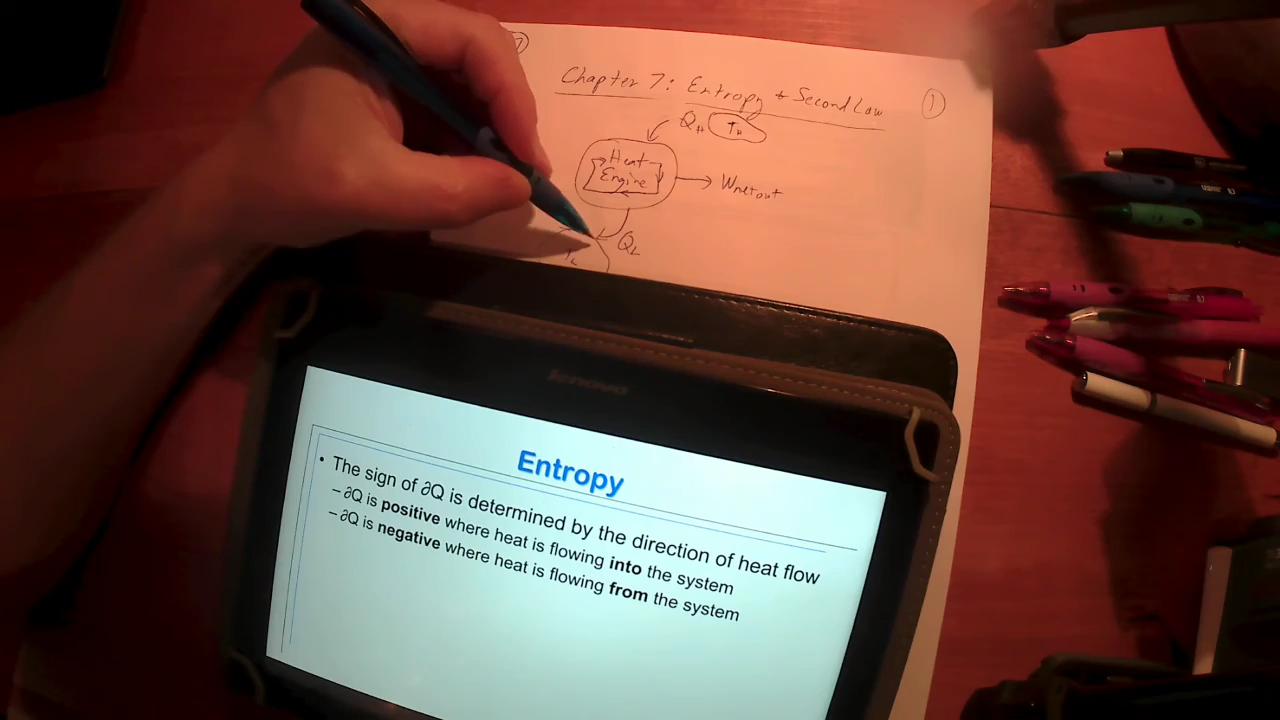 Chapter 7: Entropy + Second Law
1
QH TH
Heat
Engine
Wnet out
QL
TL
lenovo
Entropy
• The sign of ∂Q is determined by the direction of heat flow
– ∂Q is positive where heat is flowing into the system
– ∂Q is negative where heat is flowing from the system